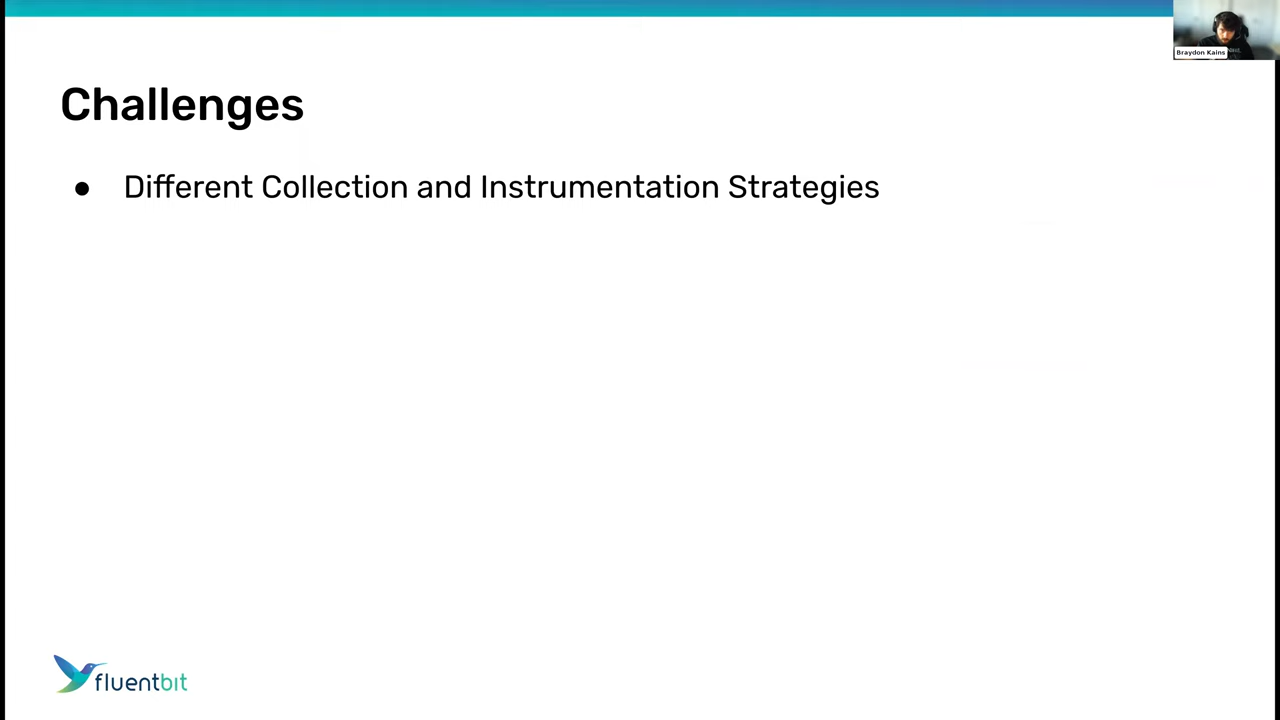 Braydon Kains
Challenges
● Different Collection and Instrumentation Strategies
fluentbit